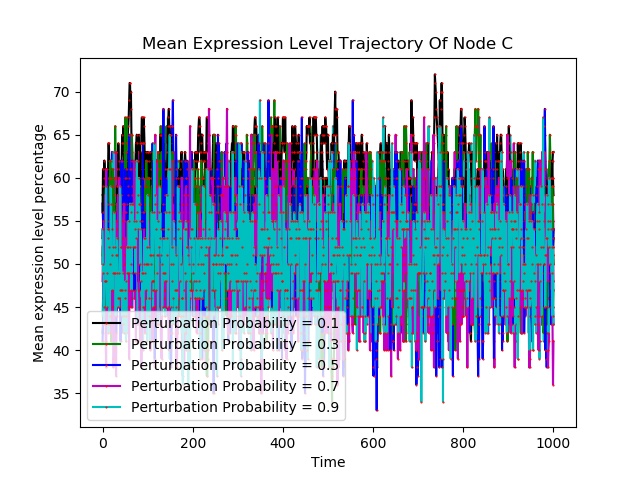 Mean Expression Level Trajectory Of Node C
Mean expression level percentage
70
65
60
55
50
45
40
35
Perturbation Probability = 0.1
Perturbation Probability = 0.3
Perturbation Probability = 0.5
Perturbation Probability = 0.7
Perturbation Probability = 0.9
0 200 400 600 800 1000
Time